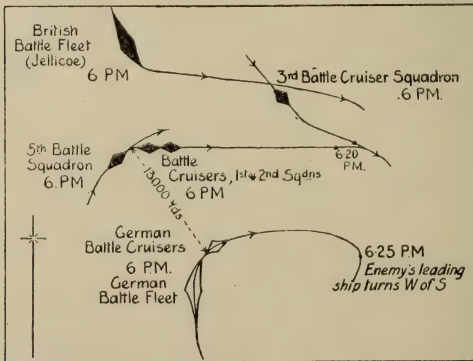 British
Battle Fleet
(Jellicoe)
6 PM
3rd Battle Cruiser Squadron
.6 PM.
5th Battle
Squadron
6. PM
Battle
Cruisers, 1st & 2nd Sqdns
6 PM
6.20
P.M.
13.000 Yds
German
Battle Cruisers
6 P.M.
German
Battle Fleet
6.25 P.M
Enemy's leading
ship turns W of S